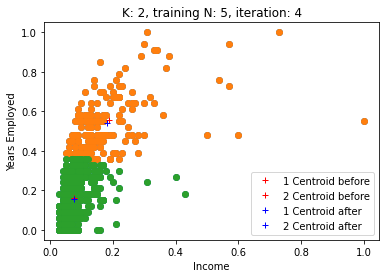 K: 2, training N: 5, iteration: 4
1.0
0.8
0.6
0.4
0.2
0.0
Years Employed
1 Centroid before
2 Centroid before
1 Centroid after
2 Centroid after
0.0 0.2 0.4 0.6 0.8 1.0
Income